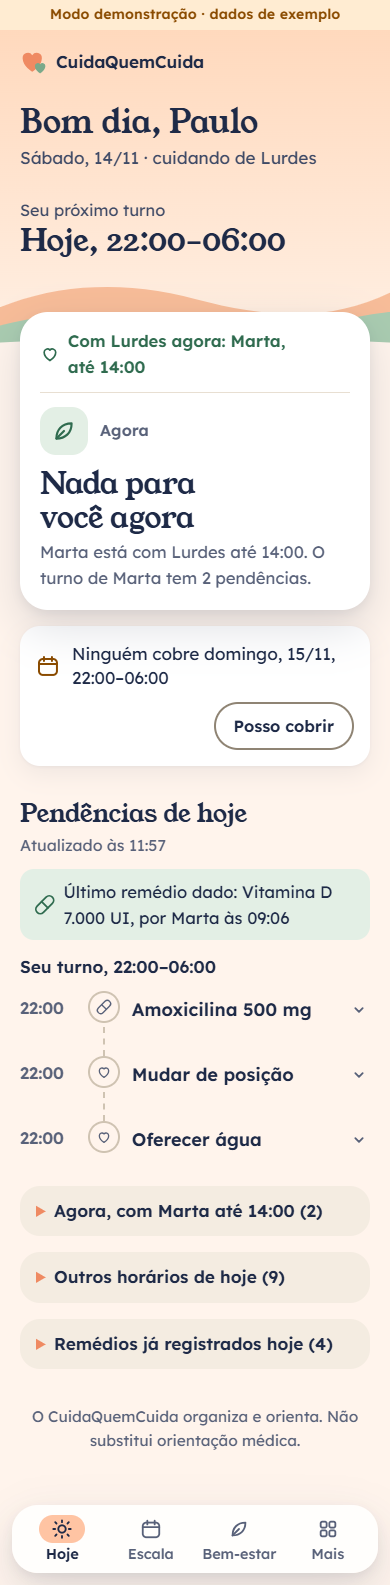 Modo demonstração · dados de exemplo
CuidaQuemCuida
Bom dia, Paulo
Sábado, 14/11 · cuidando de Lurdes
Seu próximo turno
Hoje, 22:00–06:00
Com Lurdes agora: Marta,
até 14:00
Agora
Nada para
você agora
Marta está com Lurdes até 14:00. O
turno de Marta tem 2 pendências.
Ninguém cobre domingo, 15/11,
22:00–06:00
Posso cobrir
Pendências de hoje
Atualizado às 11:57
Último remédio dado: Vitamina D
7.000 UI, por Marta às 09:06
Seu turno, 22:00–06:00
22:00 Amoxicilina 500 mg
22:00 Mudar de posição
22:00 Oferecer água
Agora, com Marta até 14:00 (2)
Outros horários de hoje (9)
Remédios já registrados hoje (4)
O CuidaQuemCuida organiza e orienta. Não
substitui orientação médica.
Hoje Escala Bem-estar Mais